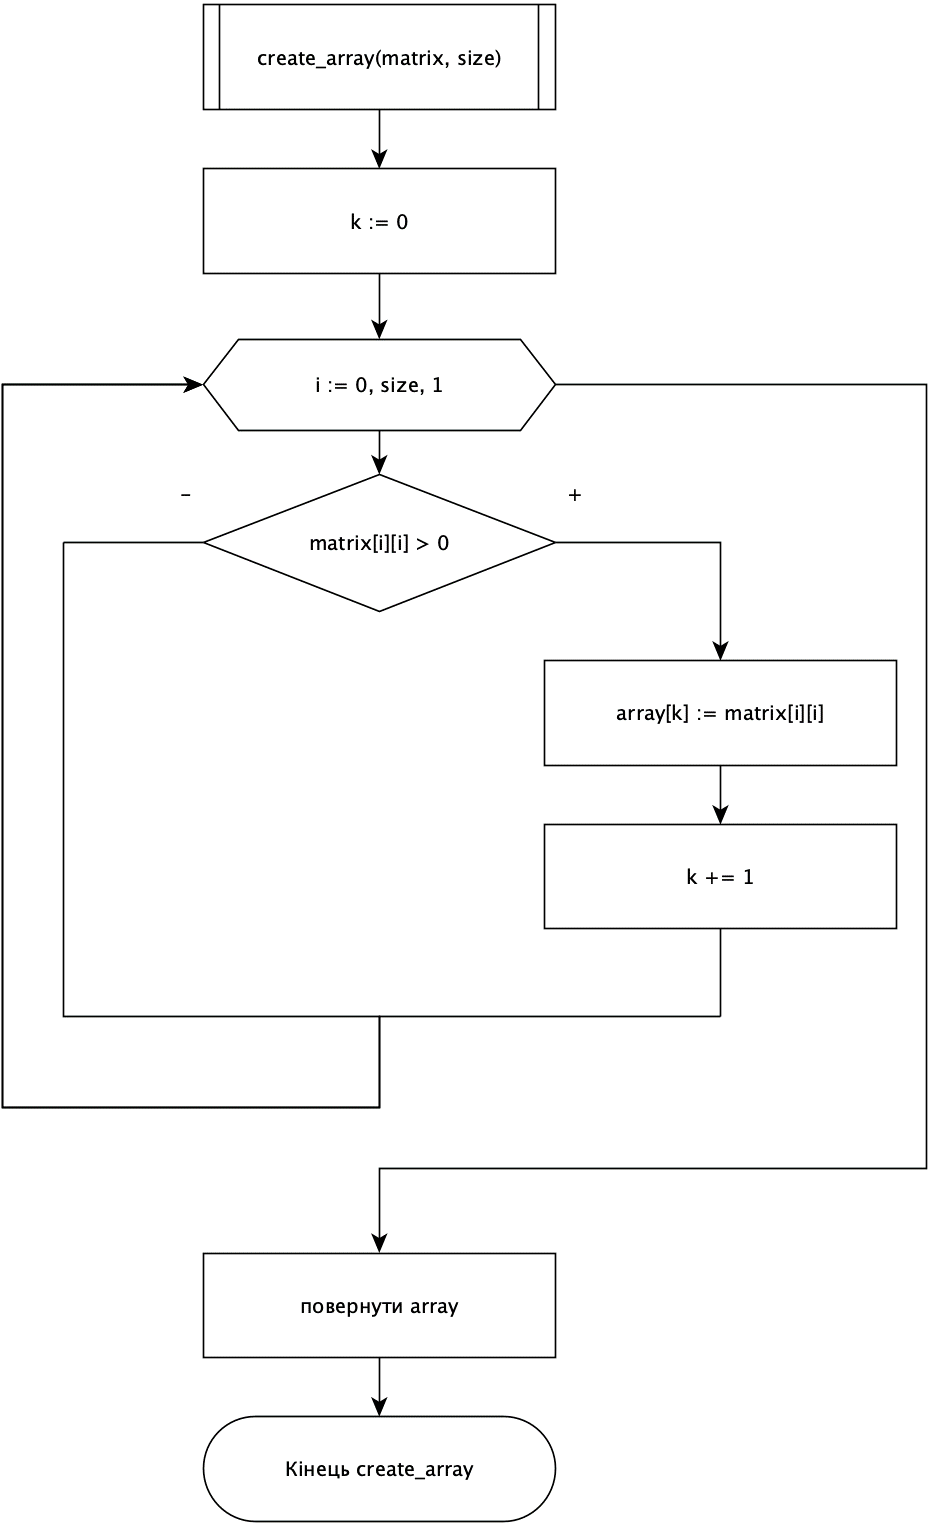 create_array(matrix, size)
k := 0
i := 0, size, 1
–
+
matrix[i][i] > 0
array[k] := matrix[i][i]
k += 1
повернути array
Кінець create_array